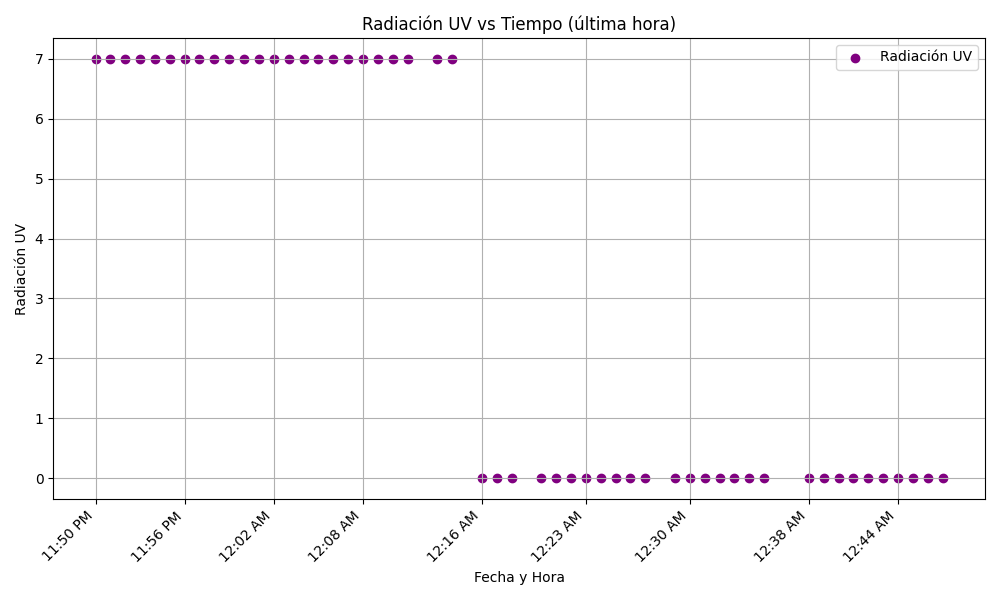 Radiación UV vs Tiempo (última hora)
Radiación UV
7
6
5
4
3
2
1
0
Radiación UV
11:50 PM
11:56 PM
12:02 AM
12:08 AM
12:16 AM
12:23 AM
12:30 AM
12:38 AM
12:44 AM
Fecha y Hora